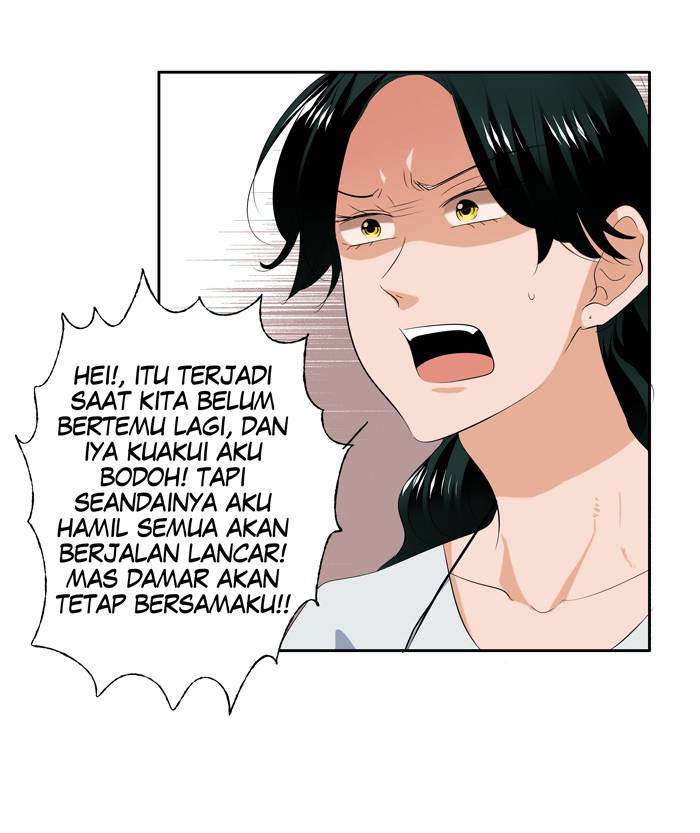 HEI!, ITU TERJADI
SAAT KITA BELUM
BERTEMU LAGI, DAN
IYA KUAKUI AKU
BODOH! TAPI
SEANDAINYA AKU
HAMIL SEMUA AKAN
BERJALAN LANCAR!
MAS DAMAR AKAN
TETAP BERSAMAKU!!